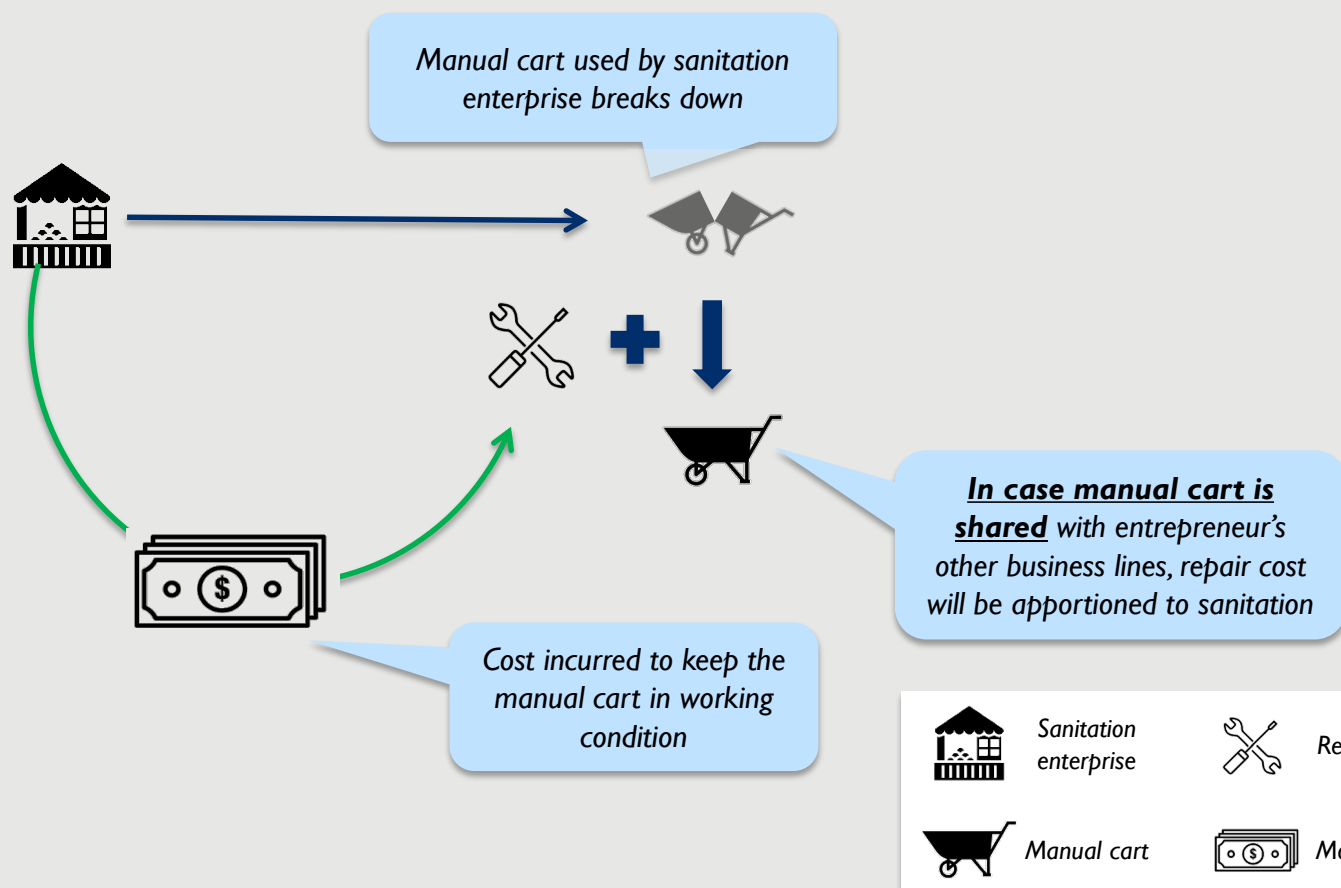 Manual cart used by sanitation
enterprise breaks down
In case manual cart is
shared with entrepreneur’s
other business lines, repair cost
will be apportioned to sanitation
Cost incurred to keep the
manual cart in working
condition
Sanitation
enterprise
Manual cart